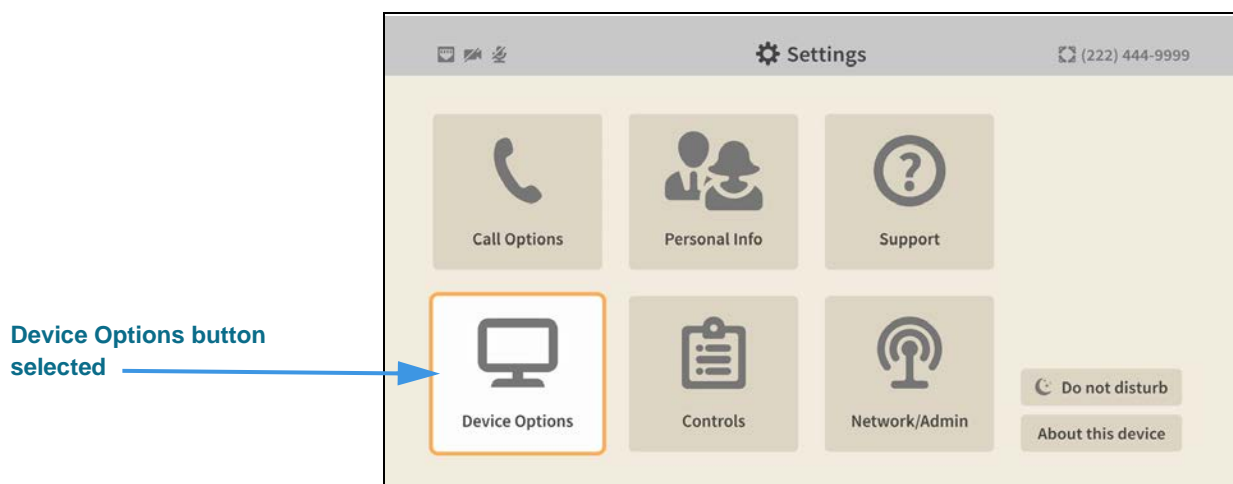 Settings
(222) 444-9999
Call Options
Personal Info
Support
Device Options button
selected
Device Options
Controls
Network/Admin
Do not disturb
About this device